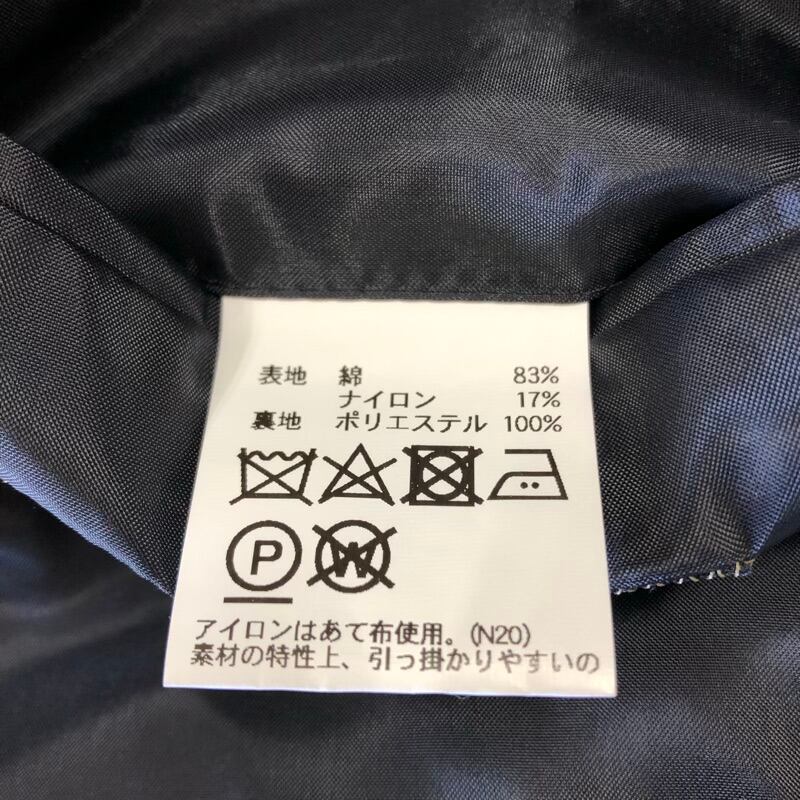 表地 綿 83%
ナイロン 17%
裏地 ポリエステル 100%
P W
アイロンはあて布使用。(N20)
素材の特性上、引っ掛かりやすいの